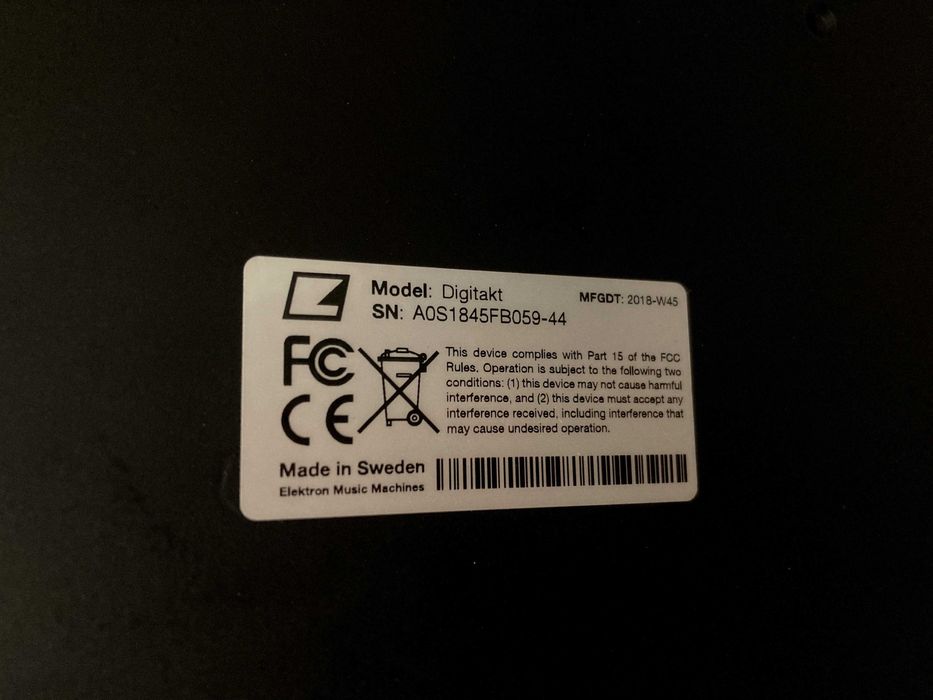 Model: Digitakt
MFGDT: 2018-W45
SN: A0S1845FB059-44
FC
CE
This device complies with Part 15 of the FCC
Rules. Operation is subject to the following two
conditions: (1) this device may not cause harmful
interference, and (2) this device must accept any
interference received, including interference that
may cause undesired operation.
Made in Sweden
Elektron Music Machines